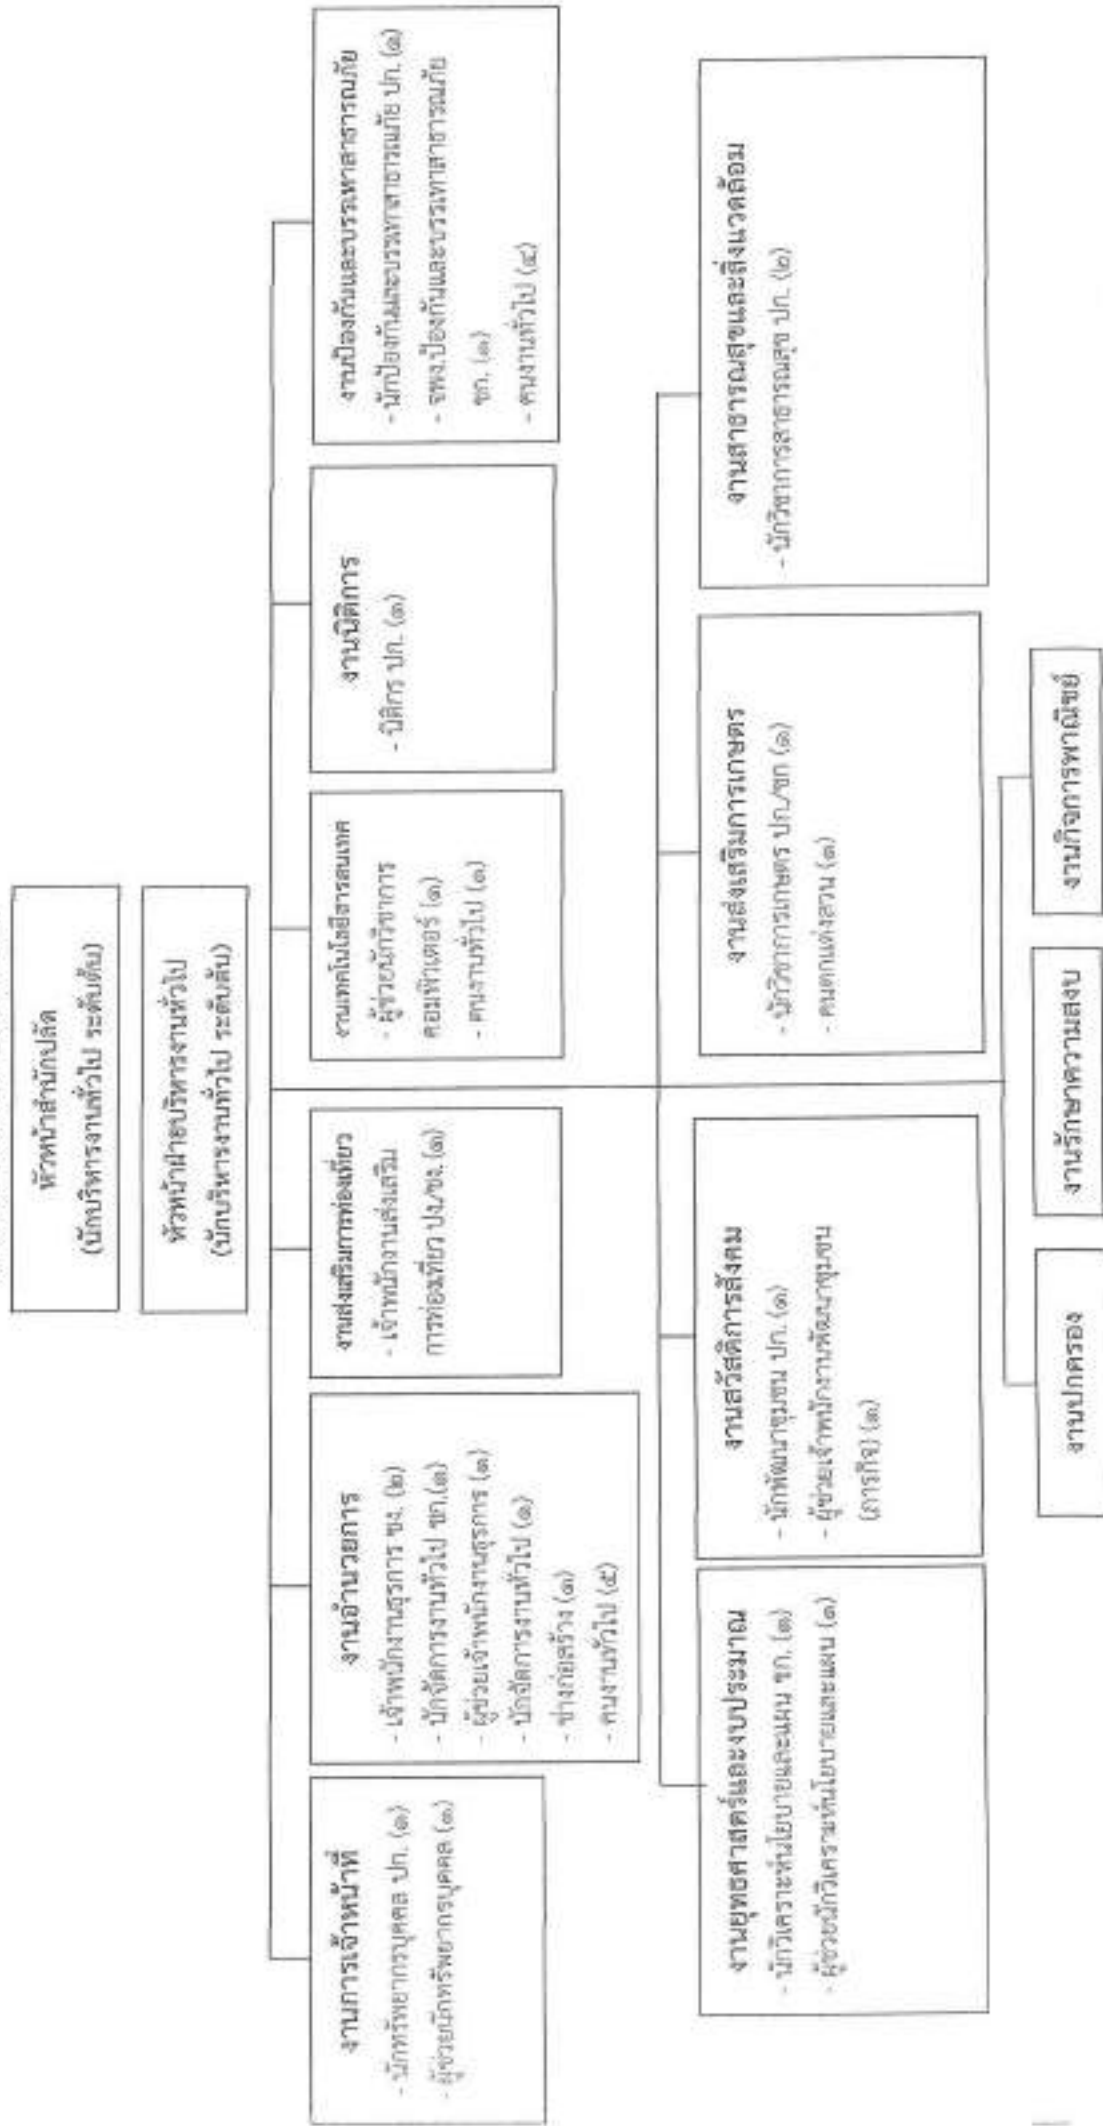 หัวหน้าสำนักปลัด
(นักบริหารงานทั่วไป ระดับต้น)
หัวหน้าฝ่ายบริหารงานทั่วไป
(นักบริหารงานทั่วไป ระดับต้น)
งานการเจ้าหน้าที่
- นักทรัพยากรบุคคล ปก. (๑)
- ผู้ช่วยนักทรัพยากรบุคคล (๑)
งานอำนวยการ
- เจ้าพนักงานธุรการ ชง. (๒)
- นักจัดการงานทั่วไป ชก.(๑)
- ผู้ช่วยเจ้าพนักงานธุรการ (๑)
- นักจัดการงานทั่วไป (๑)
- ช่างก่อสร้าง (๑)
- คนงานทั่วไป (๕)
งานส่งเสริมการท่องเที่ยว
- เจ้าพนักงานส่งเสริม
การท่องเที่ยว ปง/ชง. (๑)
งานเทคโนโลยีสารสนเทศ
- ผู้ช่วยนักวิชาการ
คอมพิวเตอร์ (๑)
- คนงานทั่วไป (๑)
งานนิติการ
- นิติกร ปก. (๑)
งานป้องกันและบรรเทาสาธารณภัย
- นักป้องกันและบรรเทาสาธารณภัย ปก. (๑)
- จพง.ป้องกันและบรรเทาสาธารณภัย
ชก. (๑)
- คนงานทั่วไป (๔)
งานยุทธศาสตร์และงบประมาณ
- นักวิเคราะห์นโยบายและแผน ชก. (๑)
- ผู้ช่วยนักวิเคราะห์นโยบายและแผน (๑)
งานสวัสดิการสังคม
- นักพัฒนาชุมชน ปก. (๑)
- ผู้ช่วยเจ้าพนักงานพัฒนาชุมชน
(ภารกิจ) (๑)
งานส่งเสริมการเกษตร
- นักวิชาการเกษตร ปก./ชก (๑)
- คนตกแต่งสวน (๑)
งานสาธารณสุขและสิ่งแวดล้อม
- นักวิชาการสาธารณสุข ปก. (๒)
งานปกครอง
งานรักษาความสงบ
งานกิจการพาณิชย์